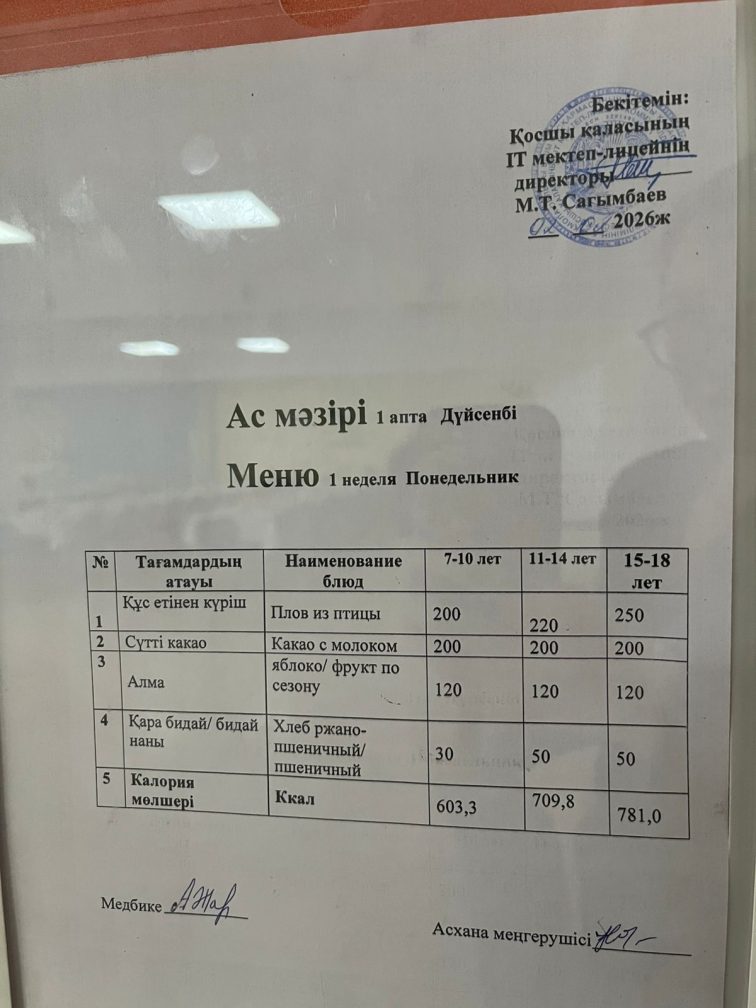 Бекітемін:
Қосшы қаласының
IT мектеп-лицейнің
директоры
М.Т. Сағымбаев
02 2026ж
Ас мәзірі 1 апта Дүйсенбі
Меню 1 неделя Понедельник
№ Тағамдардың атауы Наименование блюд 7-10 лет 11-14 лет 15-18 лет
1 Құс етінен күріш Плов из птицы 200 220 250
2 Сүтті какао Какао с молоком 200 200 200
3 Алма яблоко/ фрукт по сезону 120 120 120
4 Қара бидай/ бидай наны Хлеб ржано-пшеничный/ пшеничный 30 50 50
5 Калория мөлшері Ккал 603,3 709,8 781,0
Медбике
Асхана меңгерушісі